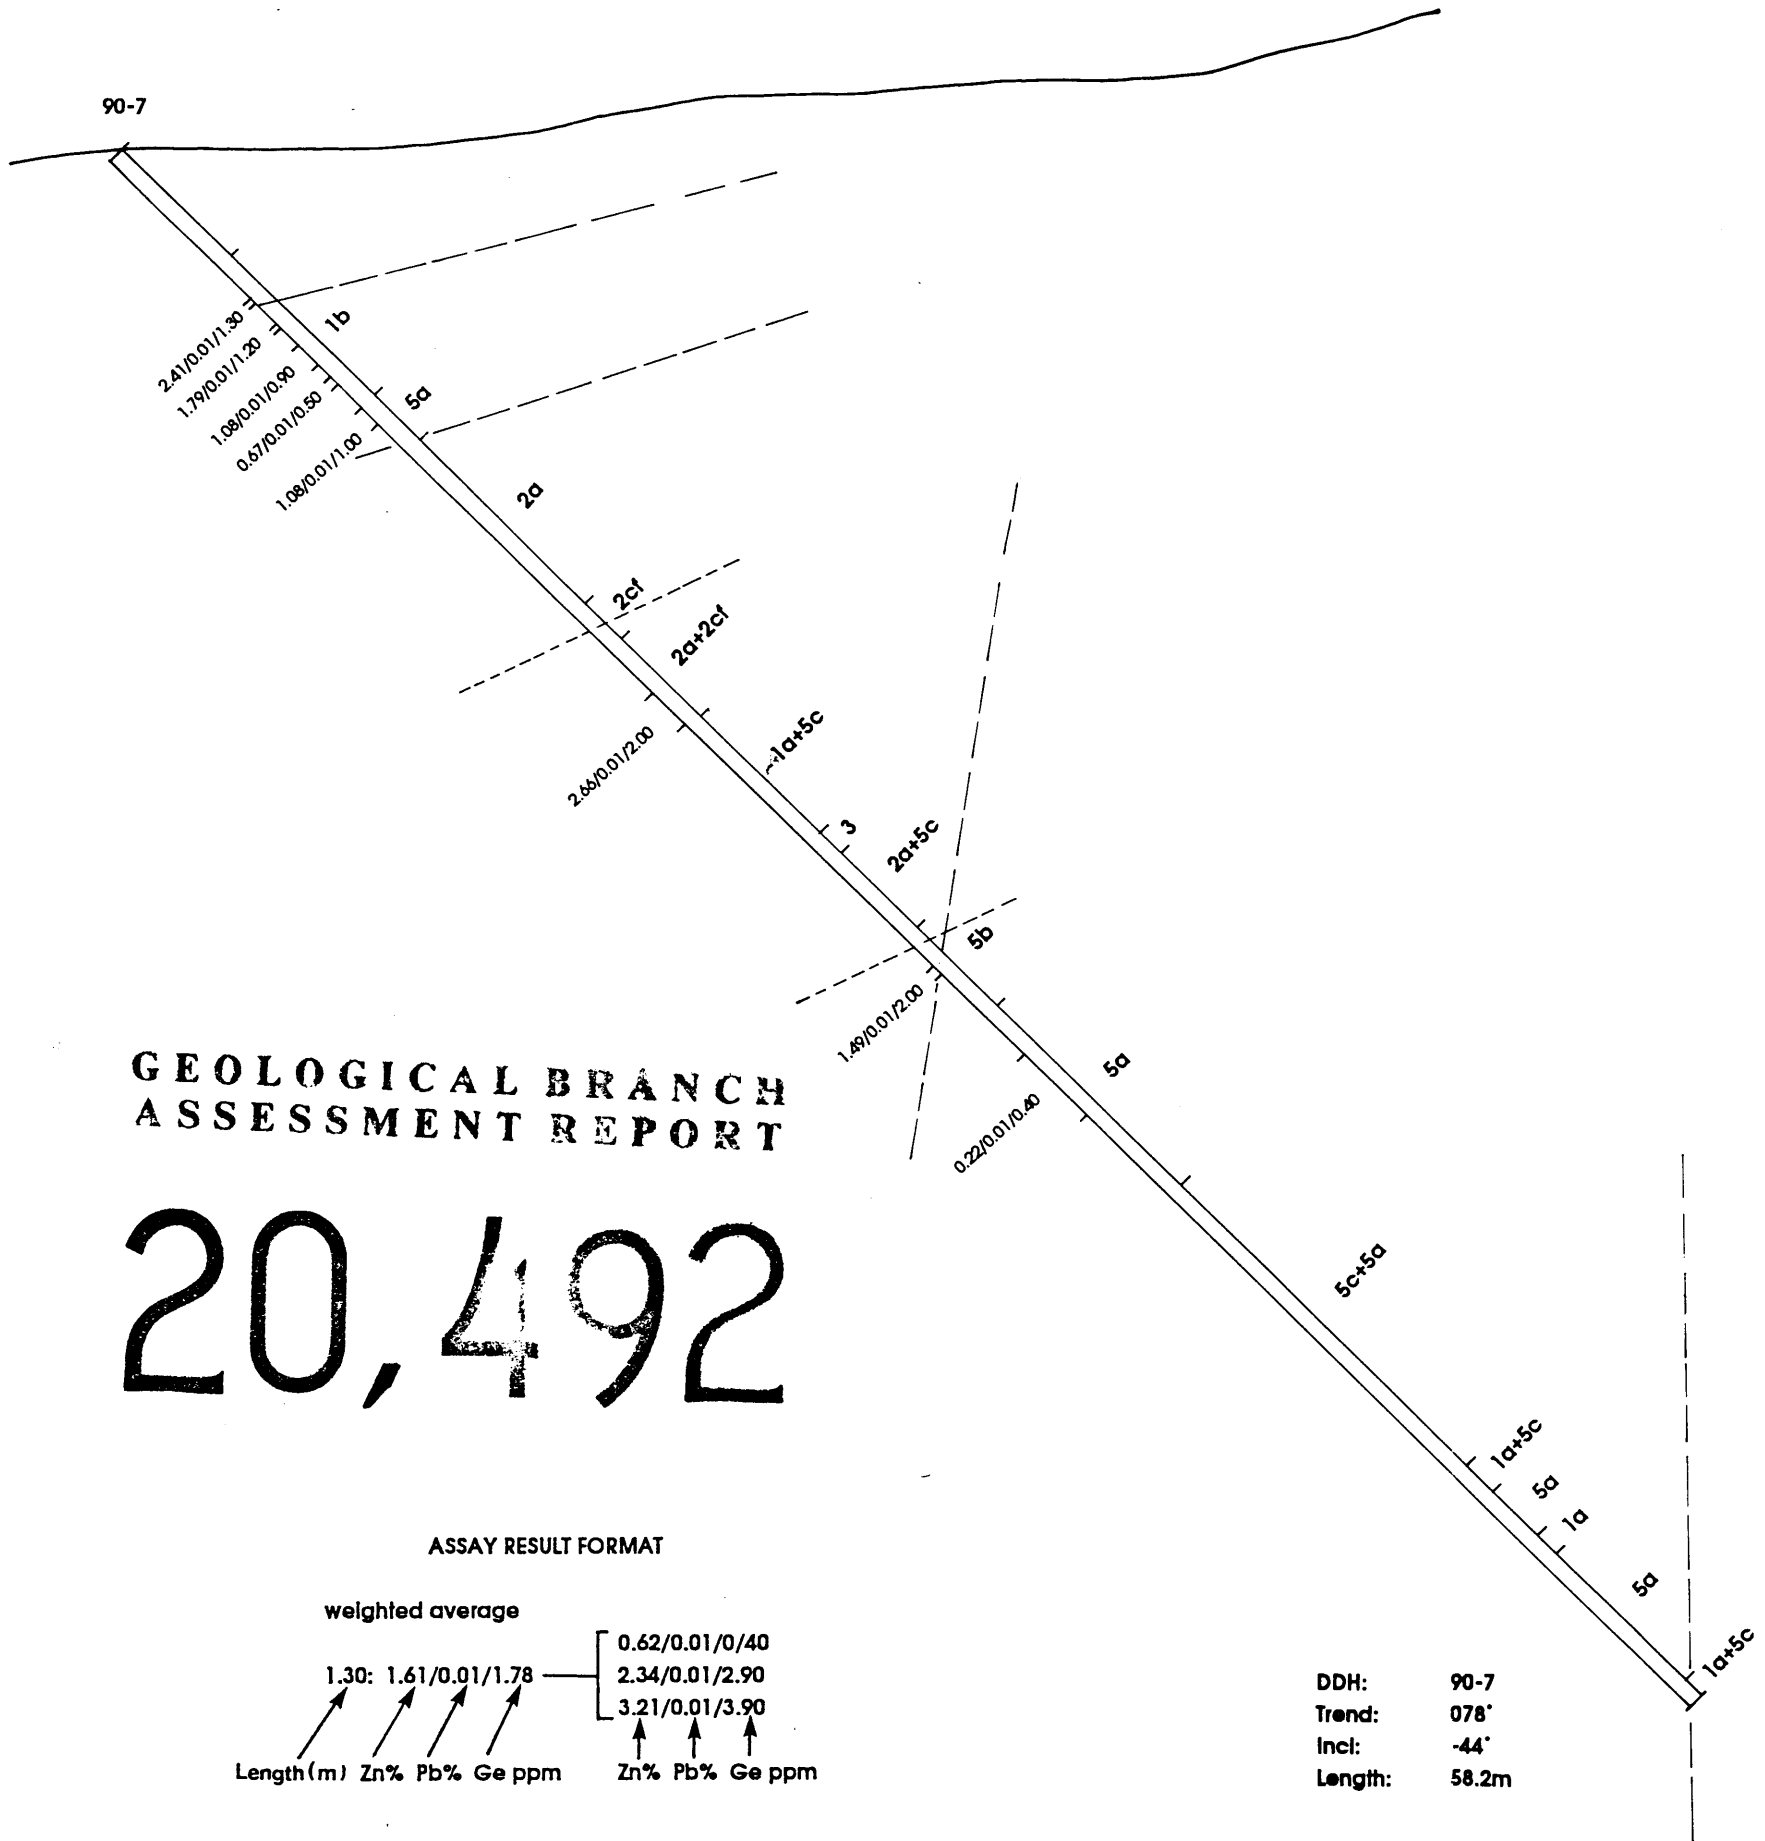 90-7
1b
2.41/0.01/1.30
1.79/0.01/1.20
1.08/0.01/0.90
0.67/0.01/0.50
1.08/0.01/1.00
5a
2a
2cf
2a+2cf
2.66/0.01/2.00
1a+5c
3
2a+5c
5b
1.49/0.01/2.00
5a
0.22/0.01/0.40
5c+5a
1a+5c
5a
1a
5a
1a+5c
GEOLOGICAL BRANCH
ASSESSMENT REPORT
20,492
ASSAY RESULT FORMAT
weighted average
0.62/0.01/0/40
1.30: 1.61/0.01/1.78
2.34/0.01/2.90
3.21/0.01/3.90
Length(m) Zn% Pb% Ge ppm Zn% Pb% Ge ppm
DDH: 90-7
Trend: 078°
Incl: -44°
Length: 58.2m